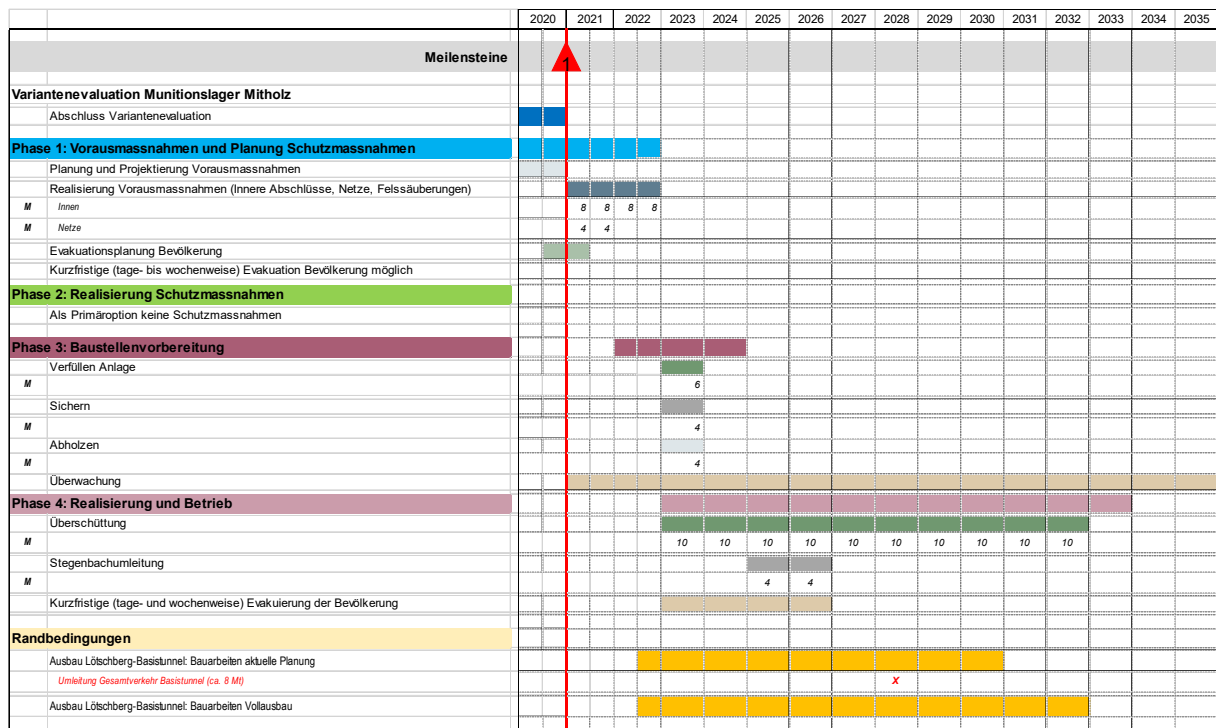 2020 2021 2022 2023 2024 2025 2026 2027 2028 2029 2030 2031 2032 2033 2034 2035
Meilensteine 1
Variantenevaluation Munitionslager Mitholz
Abschluss Variantenevaluation
Phase 1: Vorausmassnahmen und Planung Schutzmassnahmen
Planung und Projektierung Vorausmassnahmen
Realisierung Vorausmassnahmen (Innere Abschlüsse, Netze, Felssäuberungen)
M Innen 8 8 8 8
M Netze 4 4
Evakuationsplanung Bevölkerung
Kurzfristige (tage- bis wochenweise) Evakuation Bevölkerung möglich
Phase 2: Realisierung Schutzmassnahmen
Als Primäroption keine Schutzmassnahmen
Phase 3: Baustellenvorbereitung
Verfüllen Anlage
M 6
Sichern
M 4
Abholzen
M 4
Überwachung
Phase 4: Realisierung und Betrieb
Überschüttung
M 10 10 10 10 10 10 10 10 10 10
Stegenbachumleitung
M 4 4
Kurzfristige (tage- und wochenweise) Evakuierung der Bevölkerung
Randbedingungen
Ausbau Lötschberg-Basistunnel: Bauarbeiten aktuelle Planung
Umleitung Gesamtverkehr Basistunnel (ca. 8 Mt) X
Ausbau Lötschberg-Basistunnel: Bauarbeiten Vollausbau